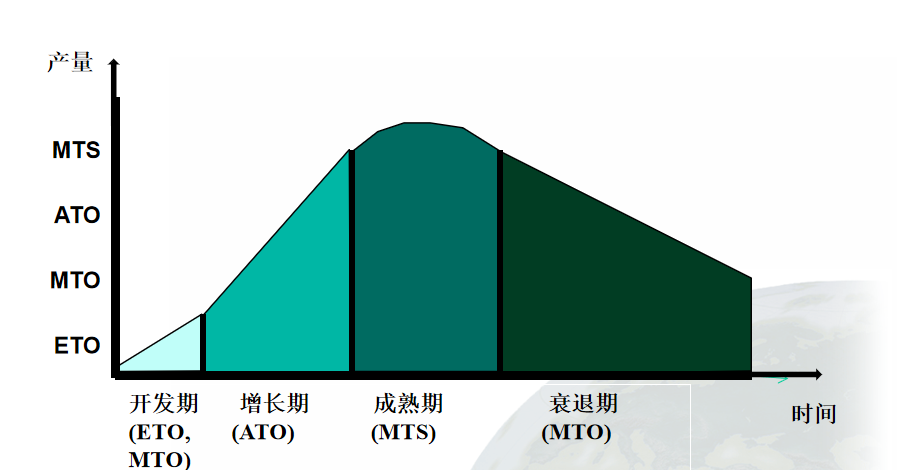 产量
MTS
ATO
MTO
ETO
开发期
(ETO,
MTO)
增长期
(ATO)
成熟期
(MTS)
衰退期
(MTO)
时间